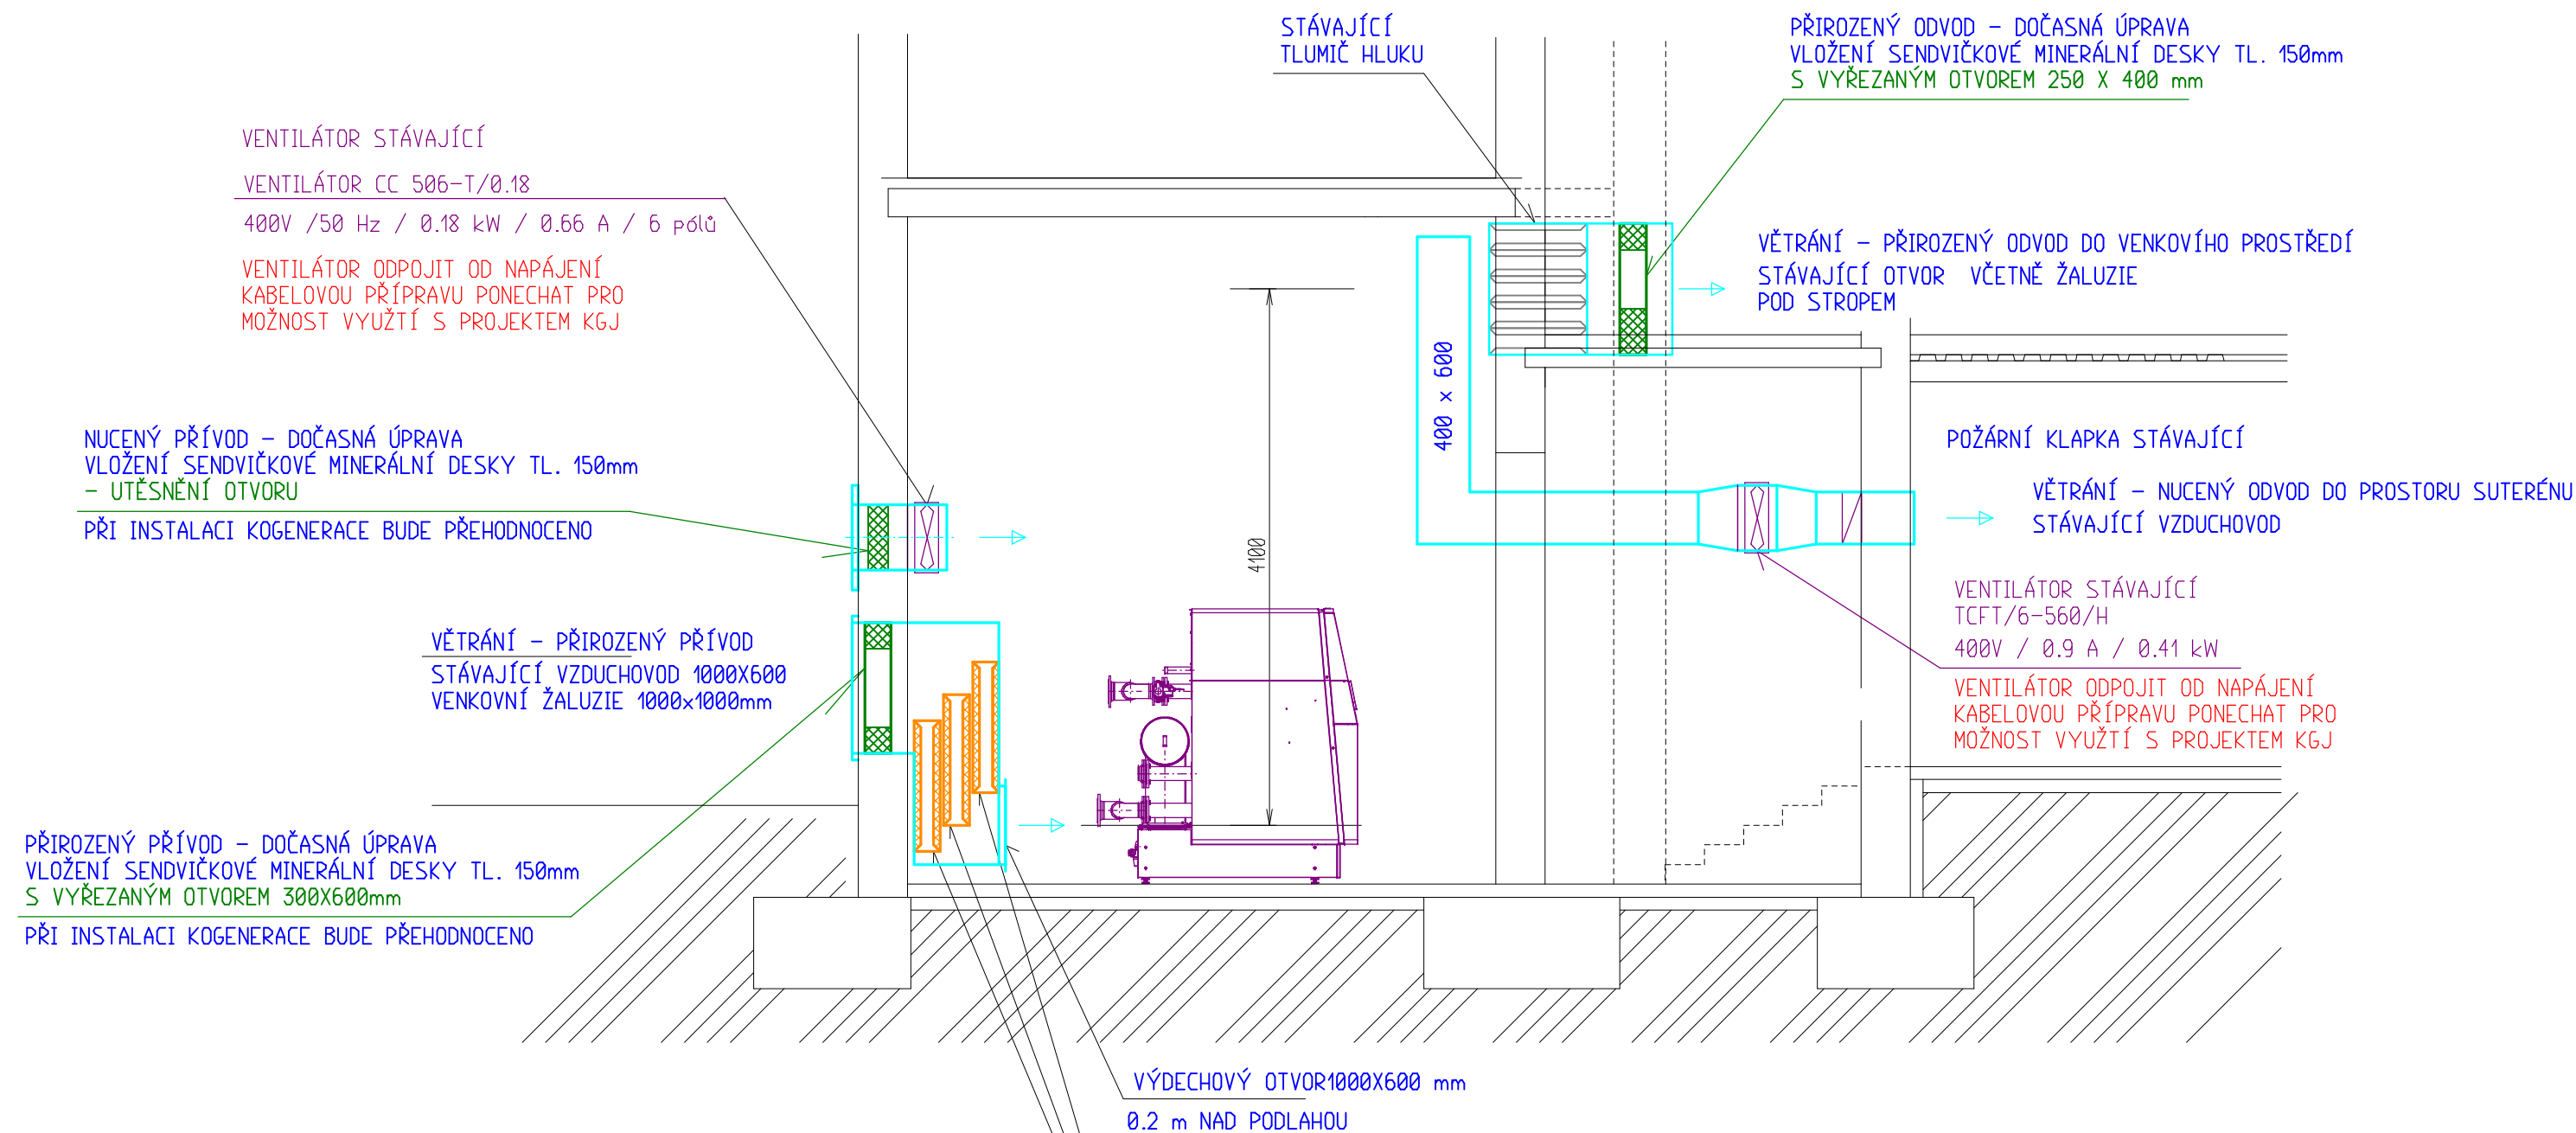 STÁVAJÍCÍ
TLUMIČ HLUKU
PŘIROZENÝ ODVOD - DOČASNÁ ÚPRAVA
VLOŽENÍ SENDVIČKOVÉ MINERÁLNÍ DESKY TL. 150mm
S VYŘEZANÝM OTVOREM 250 X 400 mm
VENTILÁTOR STÁVAJÍCÍ
VENTILÁTOR CC 506-T/0.18
400V /50 Hz / 0.18 kW / 0.66 A / 6 pólů
VENTILÁTOR ODPOJIT OD NAPÁJENÍ
KABELOVOU PŘÍPRAVU PONECHAT PRO
MOŽNOST VYUŽTÍ S PROJEKTEM KGJ
VĚTRÁNÍ - PŘIROZENÝ ODVOD DO VENKOVÍHO PROSTŘEDÍ
STÁVAJÍCÍ OTVOR VČETNĚ ŽALUZIE
POD STROPEM
400 x 600
NUCENÝ PŘÍVOD - DOČASNÁ ÚPRAVA
VLOŽENÍ SENDVIČKOVÉ MINERÁLNÍ DESKY TL. 150mm
- UTĚSNĚNÍ OTVORU
PŘI INSTALACI KOGENERACE BUDE PŘEHODNOCENO
POŽÁRNÍ KLAPKA STÁVAJÍCÍ
VĚTRÁNÍ - NUCENÝ ODVOD DO PROSTORU SUTERÉNU
STÁVAJÍCÍ VZDUCHOVOD
4100
VENTILÁTOR STÁVAJÍCÍ
TCFT/6-560/H
400V / 0.9 A / 0.41 kW
VENTILÁTOR ODPOJIT OD NAPÁJENÍ
KABELOVOU PŘÍPRAVU PONECHAT PRO
MOŽNOST VYUŽTÍ S PROJEKTEM KGJ
VĚTRÁNÍ - PŘIROZENÝ PŘÍVOD
STÁVAJÍCÍ VZDUCHOVOD 1000X600
VENKOVNÍ ŽALUZIE 1000x1000mm
PŘIROZENÝ PŘÍVOD - DOČASNÁ ÚPRAVA
VLOŽENÍ SENDVIČKOVÉ MINERÁLNÍ DESKY TL. 150mm
S VYŘEZANÝM OTVOREM 300X600mm
PŘI INSTALACI KOGENERACE BUDE PŘEHODNOCENO
VÝDECHOVÝ OTVOR1000X600 mm
0.2 m NAD PODLAHOU